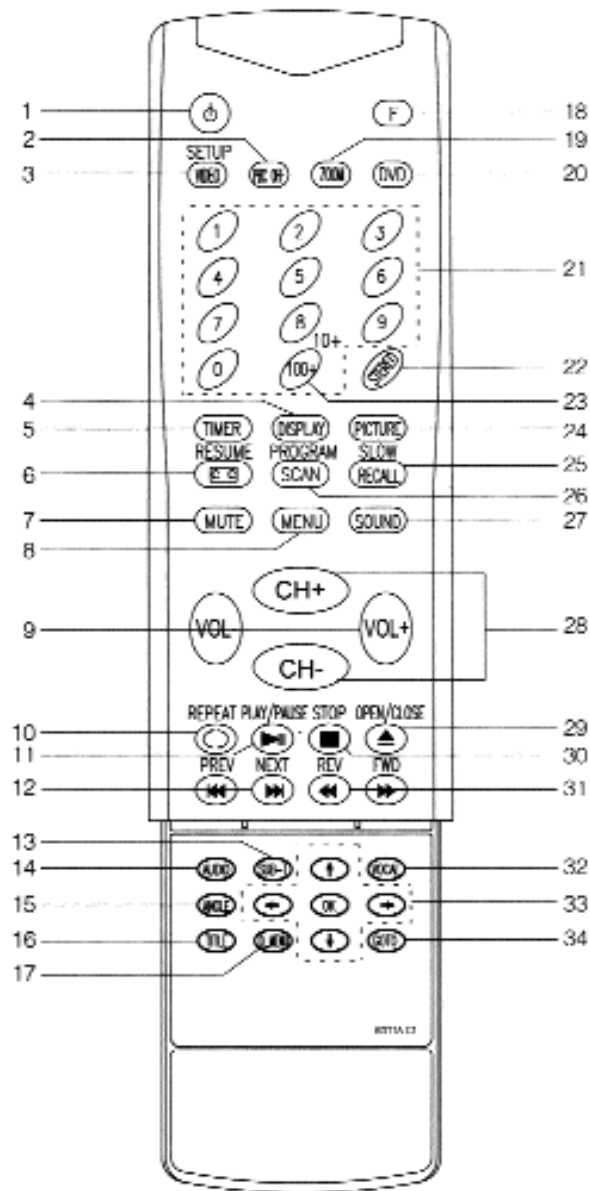 1 F 18
2 19
SETUP
3 VIDEO PIC OFF ZOOM DVD 20
1 2 3
4 5 6 21
7 8 9
10+
0 100+ STEREO 22
23
4
5 TIMER DISPLAY PICTURE 24
RESUME PROGRAM SLOW
6 SCAN RECALL 25
26
7 MUTE MENU SOUND 27
8
CH+
9 VOL VOL+ 28
CH-
REPEAT PLAY/PAUSE STOP OPEN/CLOSE
10 29
11 30
PREV NEXT REV FWD
12 31
13
14 AUDIO VOCAL 32
15 ANGLE OK 33
16 TITLE GOTO 34
17